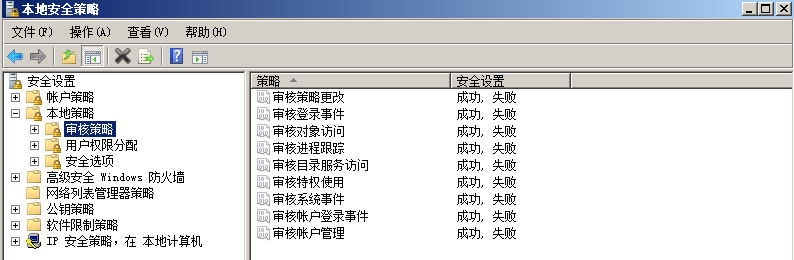 本地安全策略
文件(F) 操作(A) 查看(V) 帮助(H)
安全设置
帐户策略
本地策略
审核策略
用户权限分配
安全选项
高级安全 Windows 防火墙
网络列表管理器策略
公钥策略
软件限制策略
IP 安全策略，在 本地计算机
策略 安全设置
审核策略更改 成功, 失败
审核登录事件 成功, 失败
审核对象访问 成功, 失败
审核进程跟踪 成功, 失败
审核目录服务访问 成功, 失败
审核特权使用 成功, 失败
审核系统事件 成功, 失败
审核帐户登录事件 成功, 失败
审核帐户管理 成功, 失败